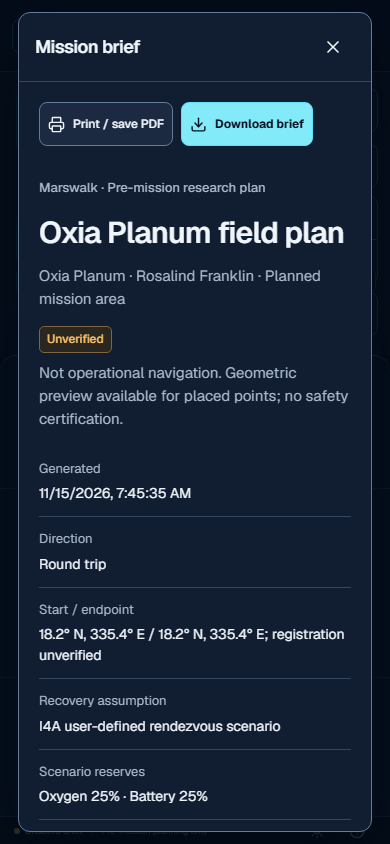 Mission brief
Print / save PDF
Download brief
Marswalk · Pre-mission research plan
Oxia Planum field plan
Oxia Planum · Rosalind Franklin · Planned
mission area
Unverified
Not operational navigation. Geometric
preview available for placed points; no safety
certification.
Generated
11/15/2026, 7:45:35 AM
Direction
Round trip
Start / endpoint
18.2° N, 335.4° E / 18.2° N, 335.4° E; registration
unverified
Recovery assumption
I4A user-defined rendezvous scenario
Scenario reserves
Oxygen 25% · Battery 25%